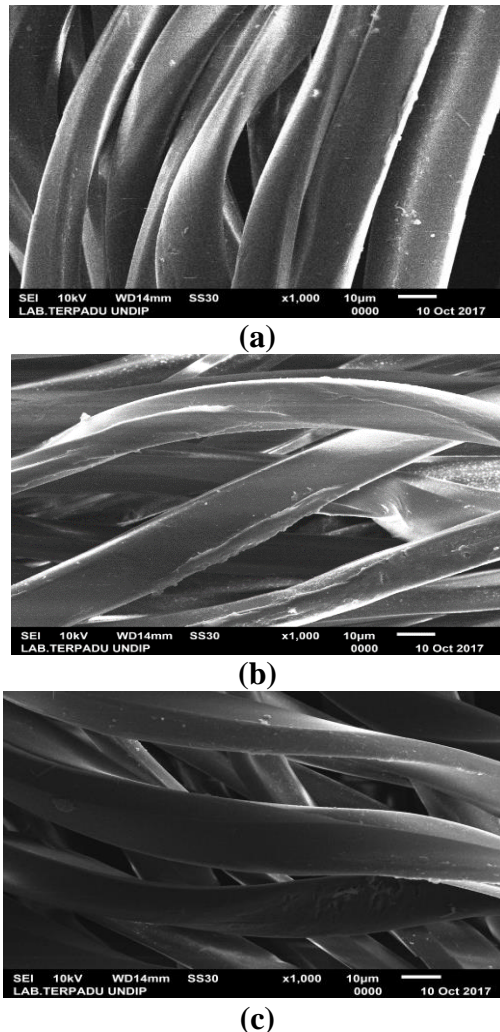 SEI 10kV WD14mm SS30 x1,000 10µm
LAB.TERPADU UNDIP 0000 10 Oct 2017
(a)
SEI 10kV WD14mm SS30 x1,000 10µm
LAB.TERPADU UNDIP 0000 10 Oct 2017
(b)
SEI 10kV WD14mm SS30 x1,000 10µm
LAB.TERPADU UNDIP 0000 10 Oct 2017
(c)